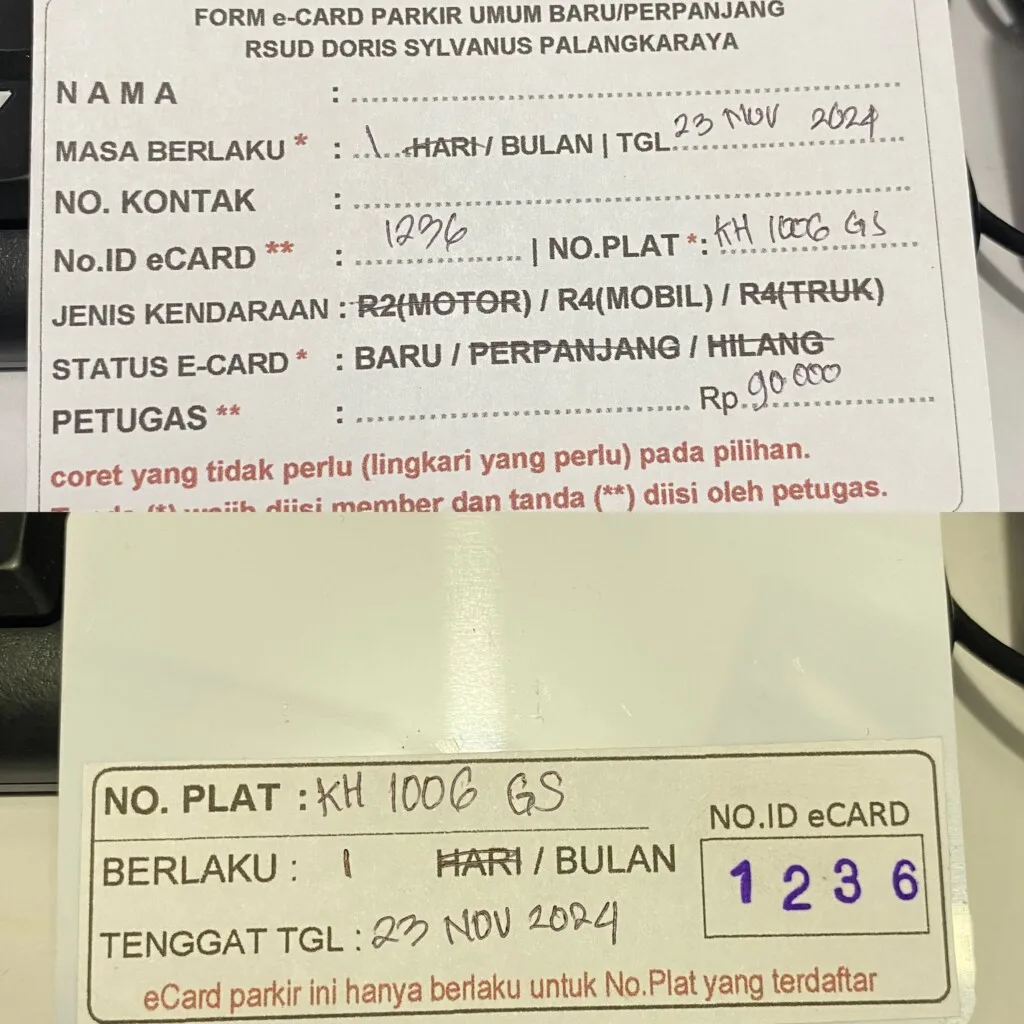 FORM e-CARD PARKIR UMUM BARU/PERPANJANG
RSUD DORIS SYLVANUS PALANGKARAYA
NAMA :
MASA BERLAKU * : 1 HARI / BULAN | TGL. 23 NOV 2024
NO. KONTAK :
No.ID eCARD ** : 1236 | NO.PLAT *: KH 1006 GS
JENIS KENDARAAN : R2(MOTOR) / R4(MOBIL) / R4(TRUK)
STATUS E-CARD * : BARU / PERPANJANG / HILANG
PETUGAS ** : Rp. 90 000
coret yang tidak perlu (lingkari yang perlu) pada pilihan.
(*) wajib diisi member dan tanda (**) diisi oleh petugas.
NO. PLAT : KH 1006 GS
BERLAKU : 1 HARI / BULAN
TENGGAT TGL : 23 NOV 2024
NO.ID eCARD
1 2 3 6
eCard parkir ini hanya berlaku untuk No.Plat yang terdaftar